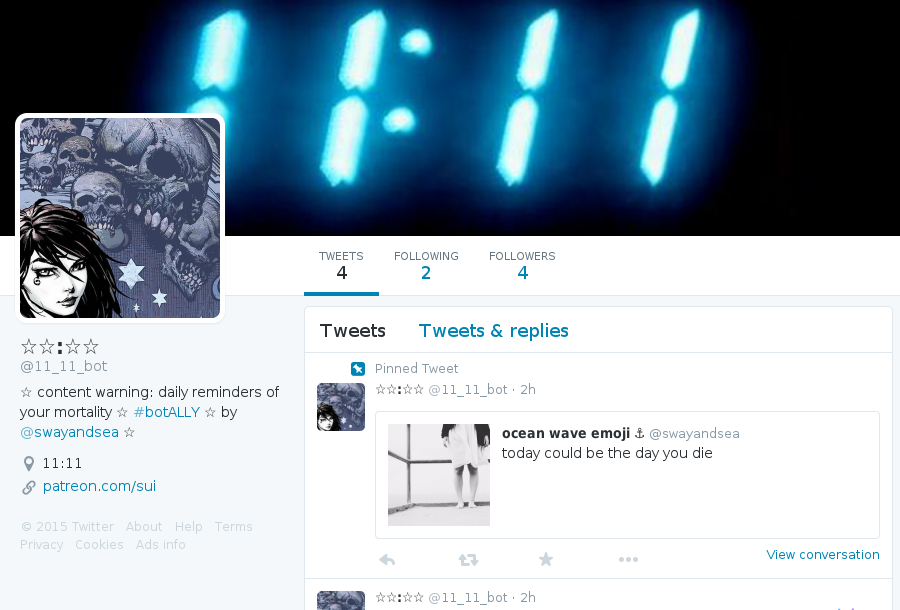 11:11
TWEETS FOLLOWING FOLLOWERS
4 2 4
☆☆:☆☆
@11_11_bot
☆ content warning: daily reminders of
your mortality ☆ #botALLY ☆ by
@swayandsea ☆
11:11
patreon.com/sui
© 2015 Twitter About Help Terms
Privacy Cookies Ads info
Tweets Tweets & replies
Pinned Tweet
☆☆:☆☆ @11_11_bot · 2h
ocean wave emoji ⚓ @swayandsea
today could be the day you die
View conversation
☆☆:☆☆ @11_11_bot · 2h